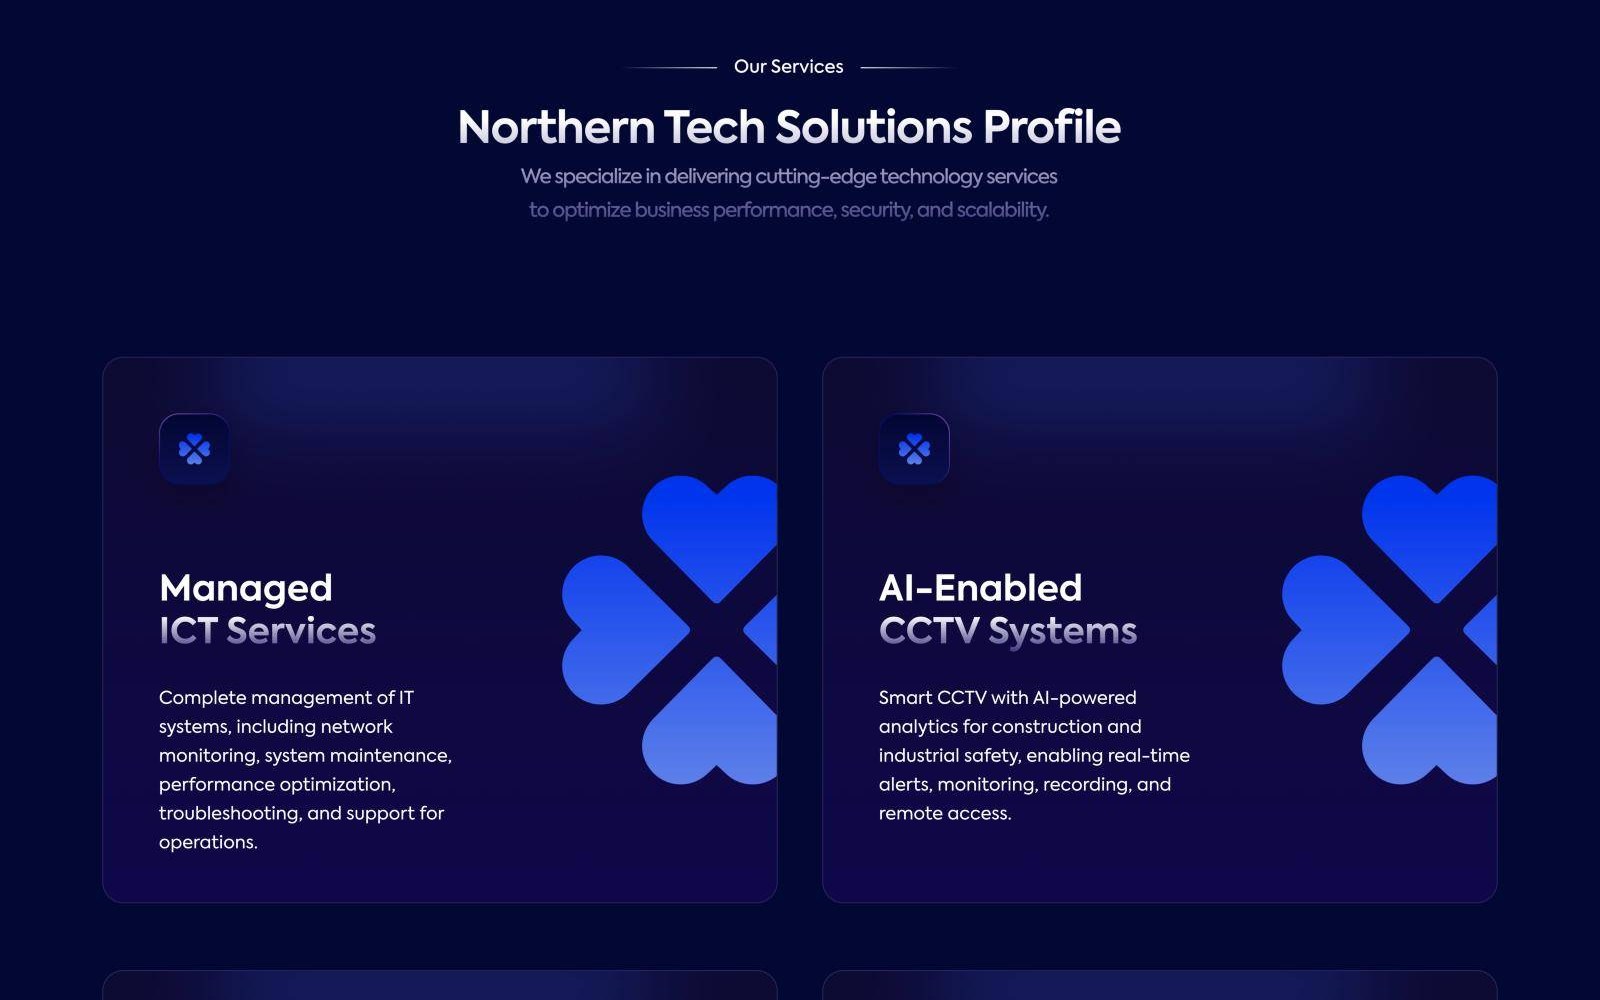 Our Services
Northern Tech Solutions Profile
We specialize in delivering cutting-edge technology services
to optimize business performance, security, and scalability.
Managed
ICT Services
Complete management of IT
systems, including network
monitoring, system maintenance,
performance optimization,
troubleshooting, and support for
operations.
AI-Enabled
CCTV Systems
Smart CCTV with AI-powered
analytics for construction and
industrial safety, enabling real-time
alerts, monitoring, recording, and
remote access.